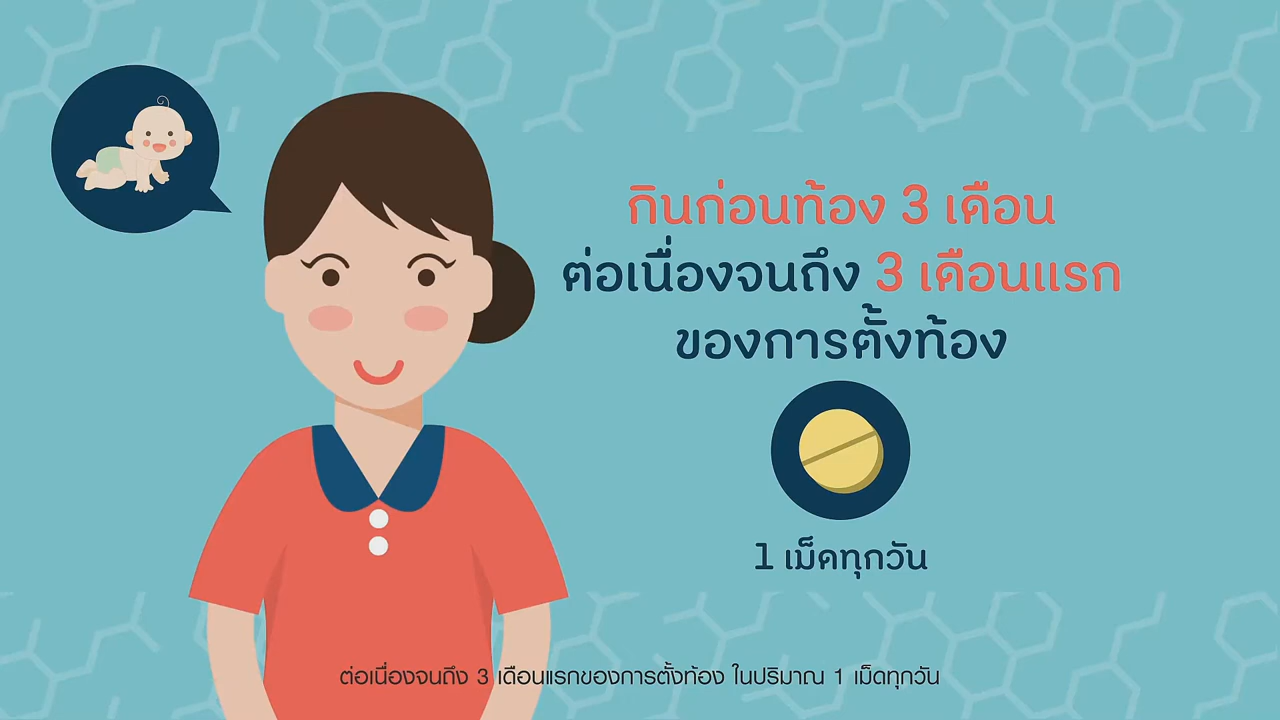 กินก่อนท้อง 3 เดือน
ต่อเนื่องจนถึง 3 เดือนแรก
ของการตั้งท้อง
1 เม็ดทุกวัน
ต่อเนื่องจนถึง 3 เดือนแรกของการตั้งท้อง ในปริมาณ 1 เม็ดทุกวัน